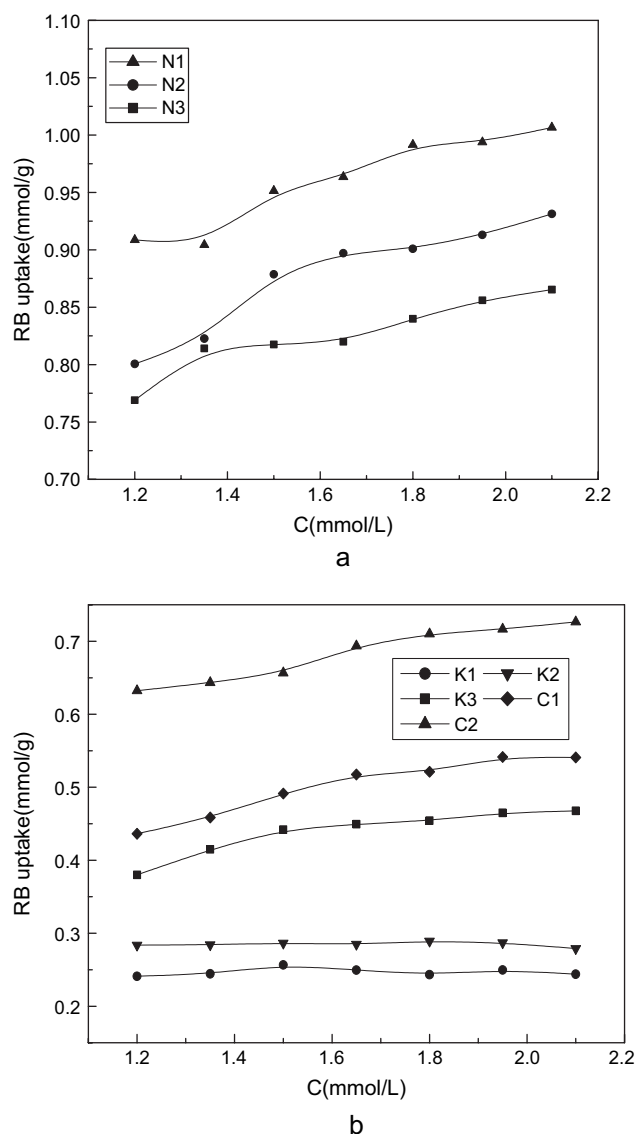 1.10
1.05
1.00
0.95
0.90
0.85
0.80
0.75
0.70
RB uptake(mmol/g)
N1
N2
N3
1.2 1.4 1.6 1.8 2.0 2.2
C(mmol/L)
a
0.7
0.6
0.5
0.4
0.3
0.2
RB uptake(mmol/g)
K1 K2
K3 C1
C2
1.2 1.4 1.6 1.8 2.0 2.2
C(mmol/L)
b